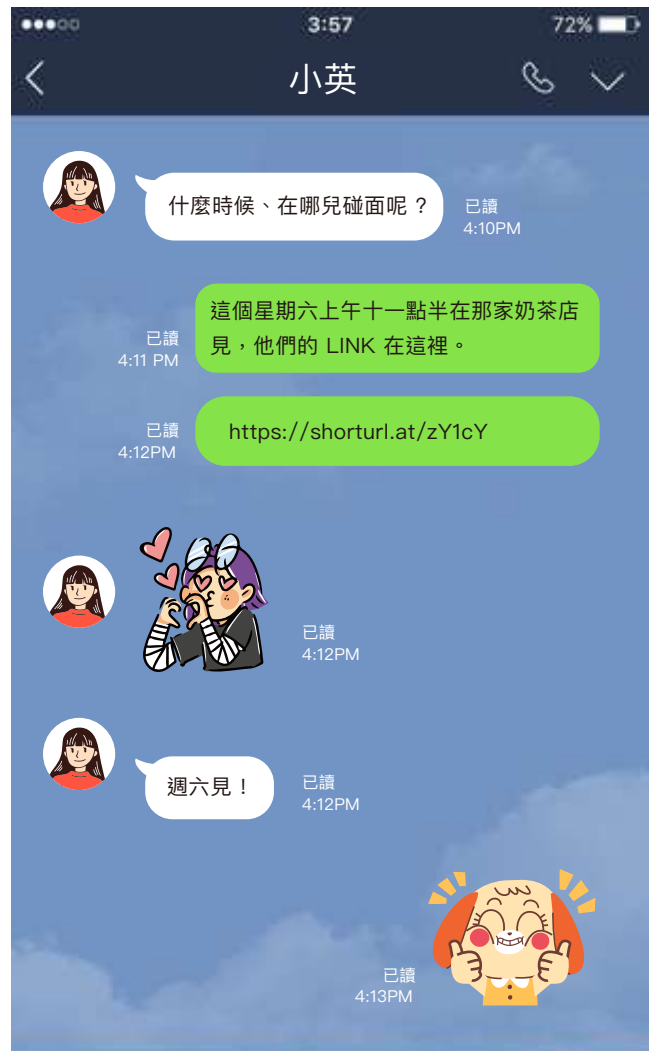 3:57
72%
小英
什麼時候、在哪兒碰面呢？
已讀
4:10PM
這個星期六上午十一點半在那家奶茶店
見，他們的 LINK 在這裡。
已讀
4:11 PM
https://shorturl.at/zY1cY
已讀
4:12PM
已讀
4:12PM
週六見！
已讀
4:12PM
已讀
4:13PM